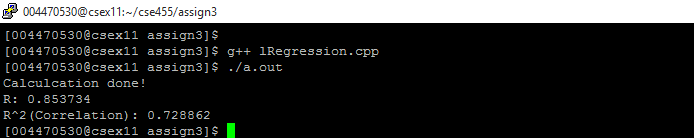 004470530@csex11:~/cse455/assign3
[004470530@csex11 assign3]$
[004470530@csex11 assign3]$ g++ lRegression.cpp
[004470530@csex11 assign3]$ ./a.out
Calculcation done!
R: 0.853734
R^2(Correlation): 0.728862
[004470530@csex11 assign3]$